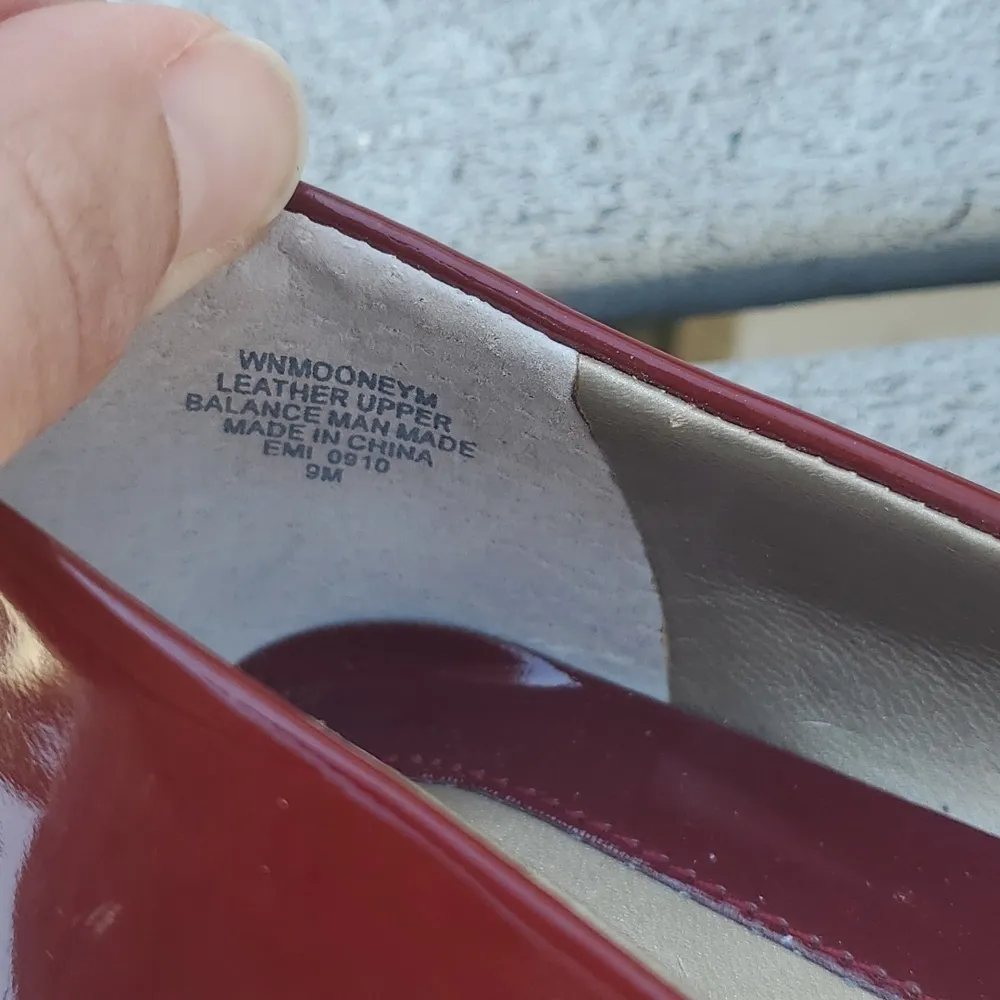 WNMOONEYM
LEATHER UPPER
BALANCE MAN MADE
MADE IN CHINA
EMI 0910
9M